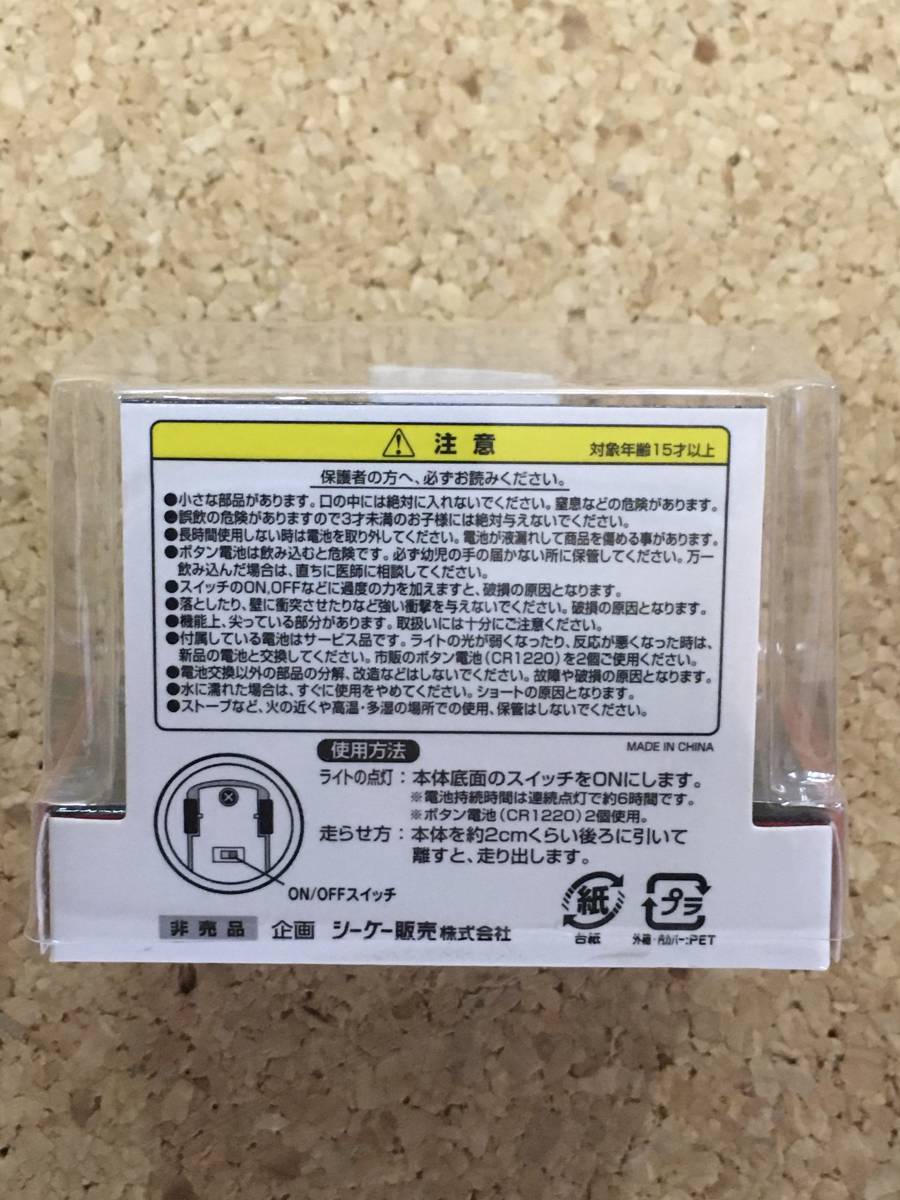 注意 対象年齢15才以上
保護者の方へ、必ずお読みください。
●小さな部品があります。口の中には絶対に入れないでください。窒息などの危険があります。
●誤飲の危険がありますので3才未満のお子様には絶対与えないでください。
●長時間使用しない時は電池を取り外してください。電池が液漏れして商品を傷める事があります。
●ボタン電池は飲み込むと危険です。必ず幼児の手の届かない所に保管してください。万一
飲み込んだ場合は、直ちに医師に相談してください。
●スイッチのON,OFFなどに過度の力を加えますと、破損の原因となります。
●落としたり、壁に衝突させたりなど強い衝撃を与えないでください。破損の原因となります。
●機能上、尖っている部分があります。取扱いには十分にご注意ください。
●付属している電池はサービス品です。ライトの光が弱くなったり、反応が悪くなった時は、
新品の電池と交換してください。市販のボタン電池(CR1220)を2個ご使用ください。
●電池交換以外の部品の分解、改造などはしないでください。故障や破損の原因となります。
●水に濡れた場合は、すぐに使用をやめてください。ショートの原因となります。
●ストーブなど、火の近くや高温・多湿の場所での使用、保管はしないでください。
MADE IN CHINA
使用方法
ライトの点灯：本体底面のスイッチをONにします。
※電池持続時間は連続点灯で約6時間です。
※ボタン電池(CR1220)2個使用。
走らせ方：本体を約2cmくらい後ろに引いて
離すと、走り出します。
ON/OFFスイッチ
紙
台紙
プラ
外箱・内カバー:PET
非売品 企画 シーケー販売株式会社